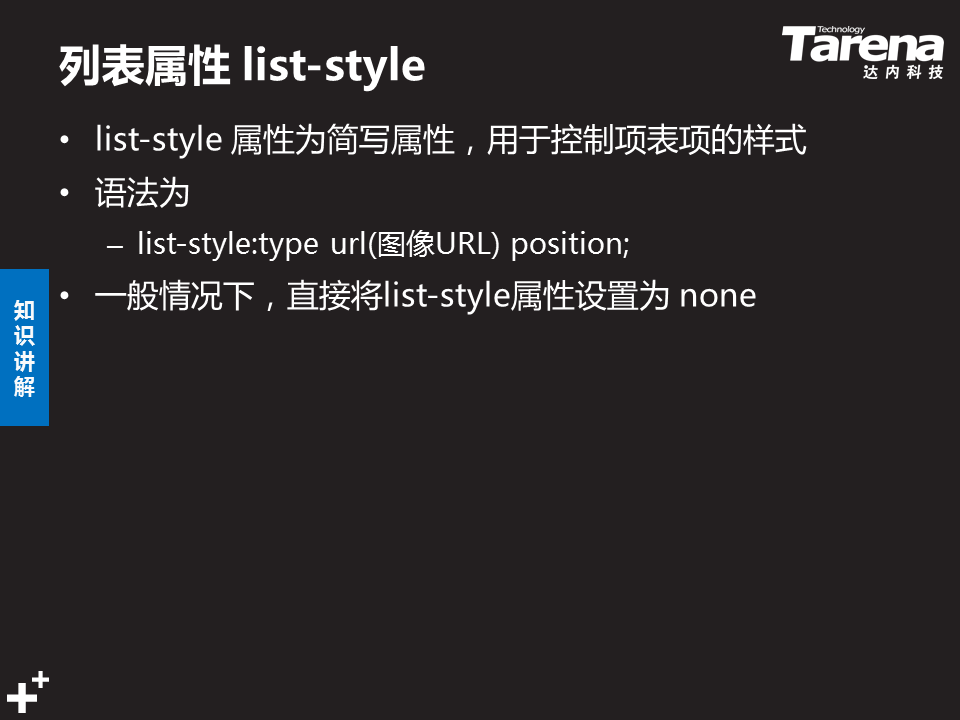 列表属性 list-style
Technology
Tarena
达内科技
• list-style 属性为简写属性，用于控制项表项的样式
• 语法为
– list-style:type url(图像URL) position;
• 一般情况下，直接将list-style属性设置为 none
知
识
讲
解